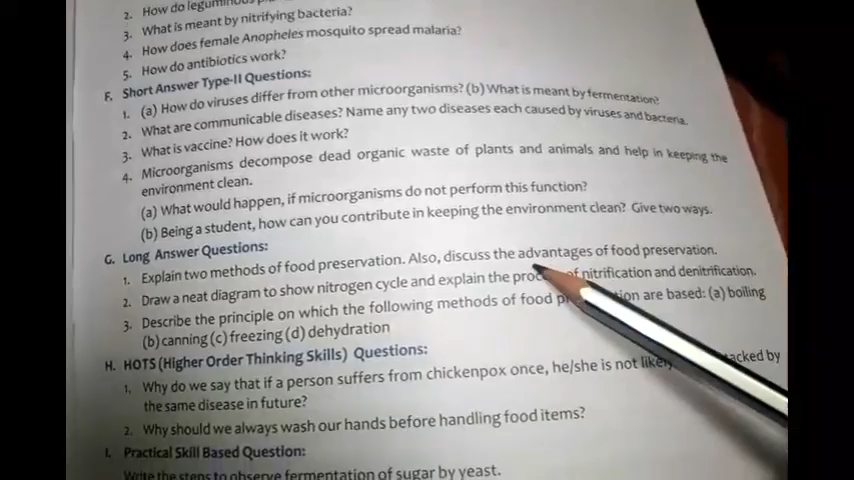 2. How do leguminous
3. What is meant by nitrifying bacteria?
4. How does female Anopheles mosquito spread malaria?
5. How do antibiotics work?
F. Short Answer Type-II Questions:
1. (a) How do viruses differ from other microorganisms? (b) What is meant by fermentation?
2. What are communicable diseases? Name any two diseases each caused by viruses and bacteria.
3. What is vaccine? How does it work?
4. Microorganisms decompose dead organic waste of plants and animals and help in keeping the
environment clean.
(a) What would happen, if microorganisms do not perform this function?
(b) Being a student, how can you contribute in keeping the environment clean? Give two ways.
G. Long Answer Questions:
1. Explain two methods of food preservation. Also, discuss the advantages of food preservation.
2. Draw a neat diagram to show nitrogen cycle and explain the of nitrification and denitrification.
3. Describe the principle on which the following methods of food are based: (a) boiling
(b) canning (c) freezing (d) dehydration
H. HOTS (Higher Order Thinking Skills) Questions:
1. Why do we say that if a person suffers from chickenpox once, he/she is not likely by
the same disease in future?
2. Why should we always wash our hands before handling food items?
I. Practical Skill Based Question:
Write the steps to observe fermentation of sugar by yeast.